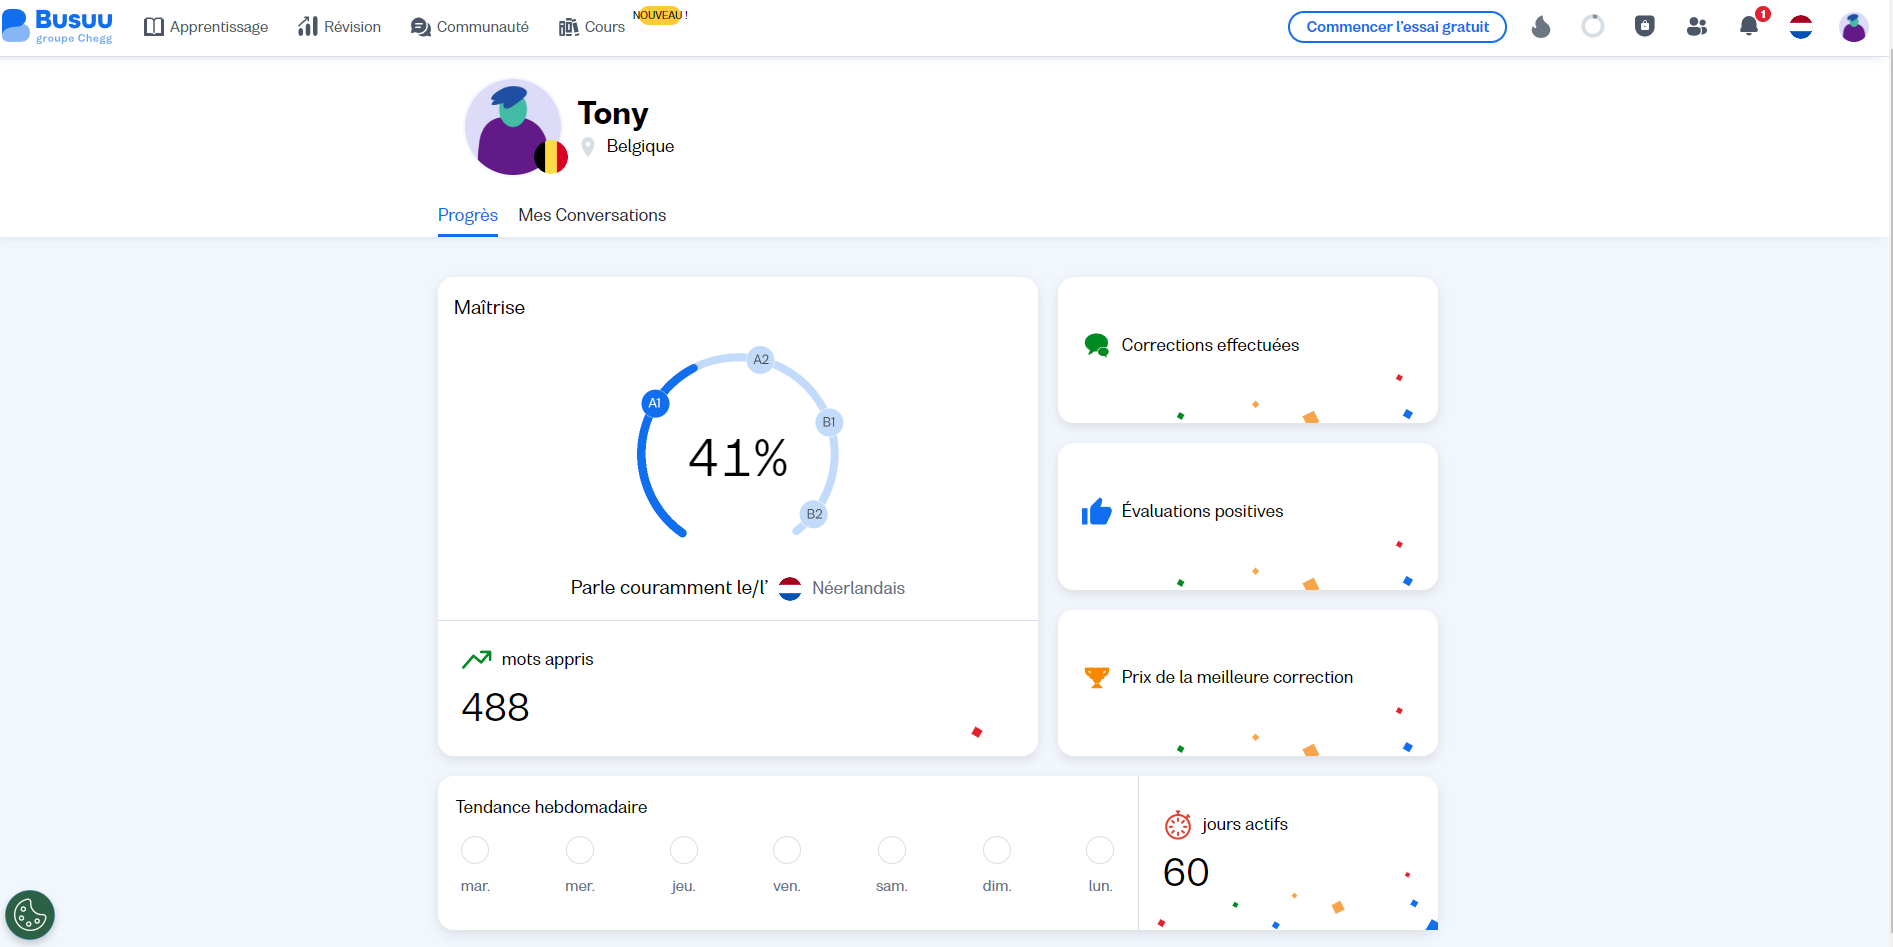 Busuu
groupe Chegg
Apprentissage
Révision
Communauté
Cours
NOUVEAU !
Commencer l'essai gratuit
1
Tony
Belgique
Progrès
Mes Conversations
Maîtrise
A1
A2
B1
B2
41%
Parle couramment le/l’ Néerlandais
mots appris
488
Corrections effectuées
Évaluations positives
Prix de la meilleure correction
Tendance hebdomadaire
mar. mer. jeu. ven. sam. dim. lun.
jours actifs
60